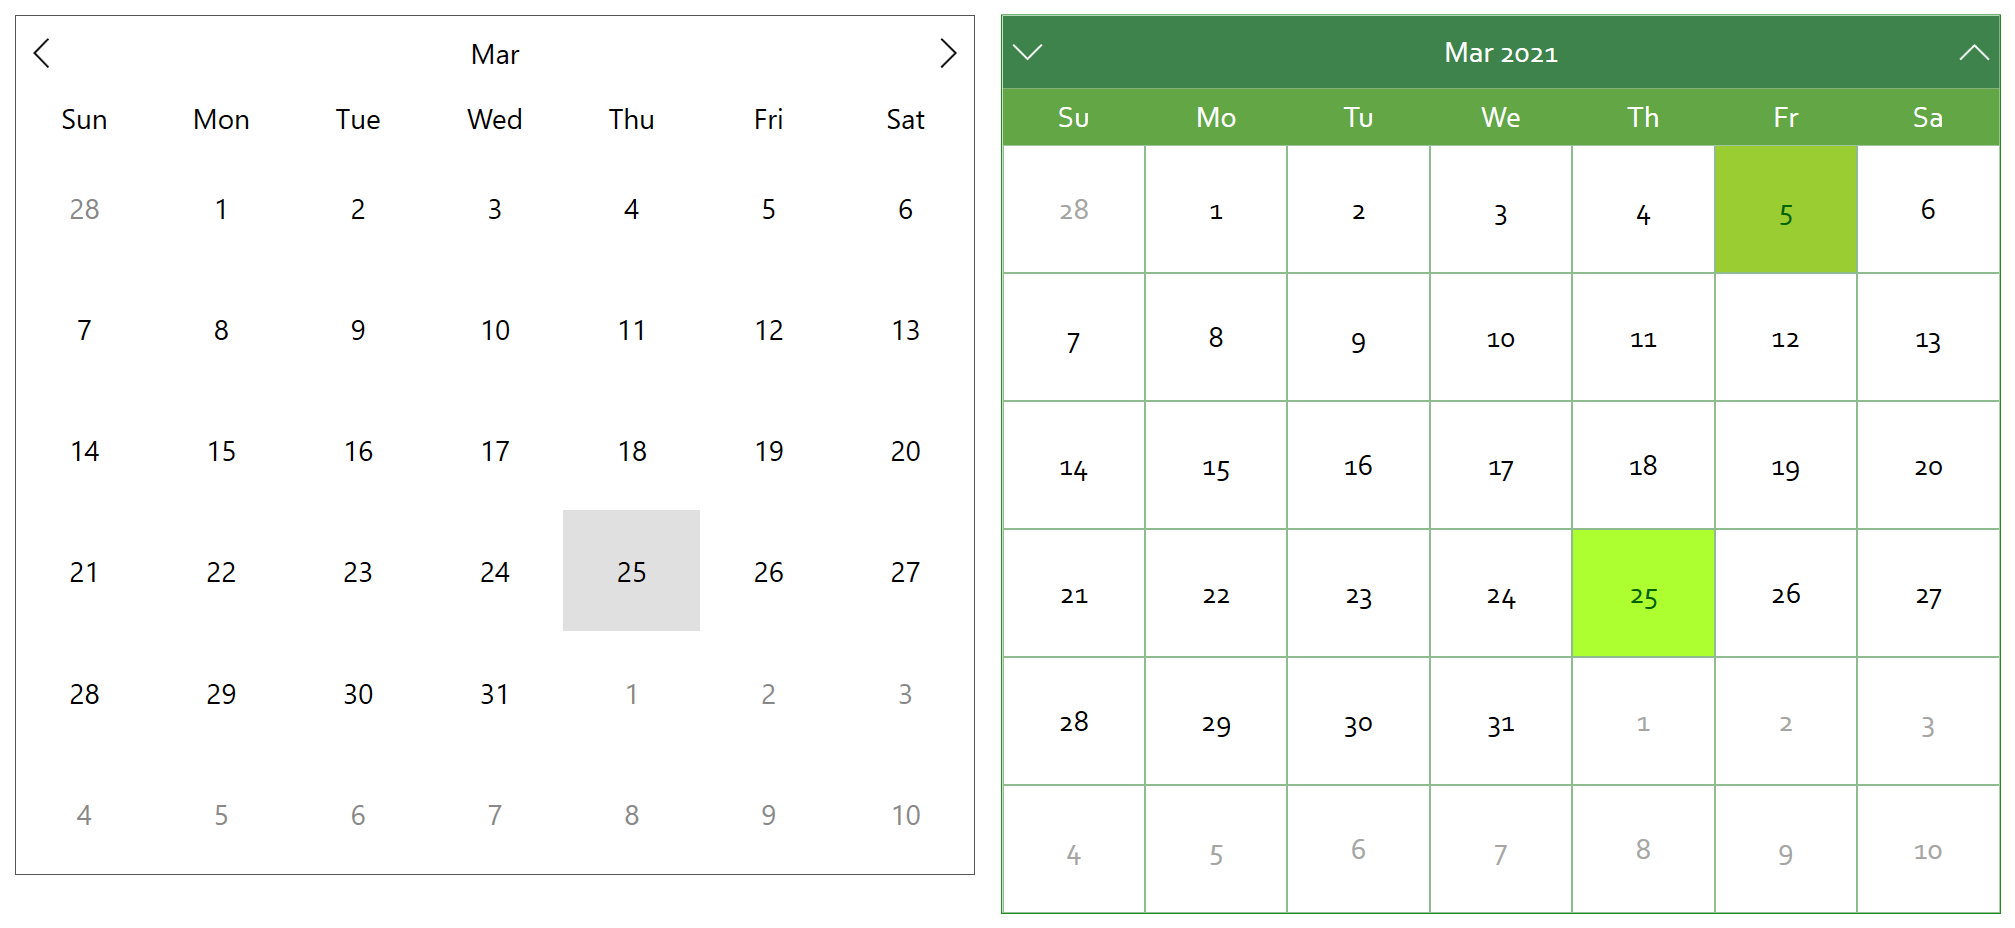 Mar
Sun Mon Tue Wed Thu Fri Sat
28 1 2 3 4 5 6
7 8 9 10 11 12 13
14 15 16 17 18 19 20
21 22 23 24 25 26 27
28 29 30 31 1 2 3
4 5 6 7 8 9 10
Mar 2021
Su Mo Tu We Th Fr Sa
28 1 2 3 4 5 6
7 8 9 10 11 12 13
14 15 16 17 18 19 20
21 22 23 24 25 26 27
28 29 30 31 1 2 3
4 5 6 7 8 9 10